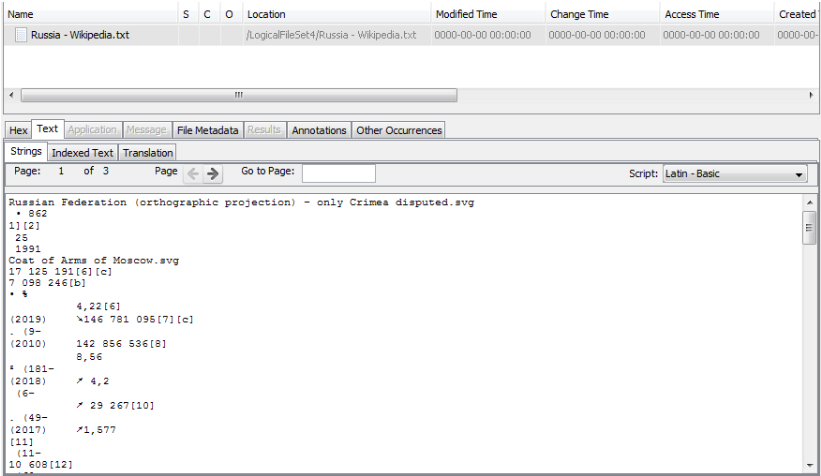 Name S C O Location Modified Time Change Time Access Time Created
Russia - Wikipedia.txt /LogicalFileSet4/Russia - Wikipedia.txt 0000-00-00 00:00:00 0000-00-00 00:00:00 0000-00-00 00:00:00 0000-00-
Hex Text Application Message File Metadata Results Annotations Other Occurrences
Strings Indexed Text Translation
Page: 1 of 3 Page Go to Page: Script: Latin - Basic
Russian Federation (orthographic projection) - only Crimea disputed.svg
• 862
1][2]
25
1991
Coat of Arms of Moscow.svg
17 125 191[6][c]
7 098 246[b]
• %
4,22[6]
(2019) ↘146 781 095[7][c]
. (9-
(2010) 142 856 536[8]
8,56
(181-
(2018) ↗ 4,2
(6-
↗ 29 267[10]
. (49-
(2017) ↗1,577
[11]
(11-
10 608[12]